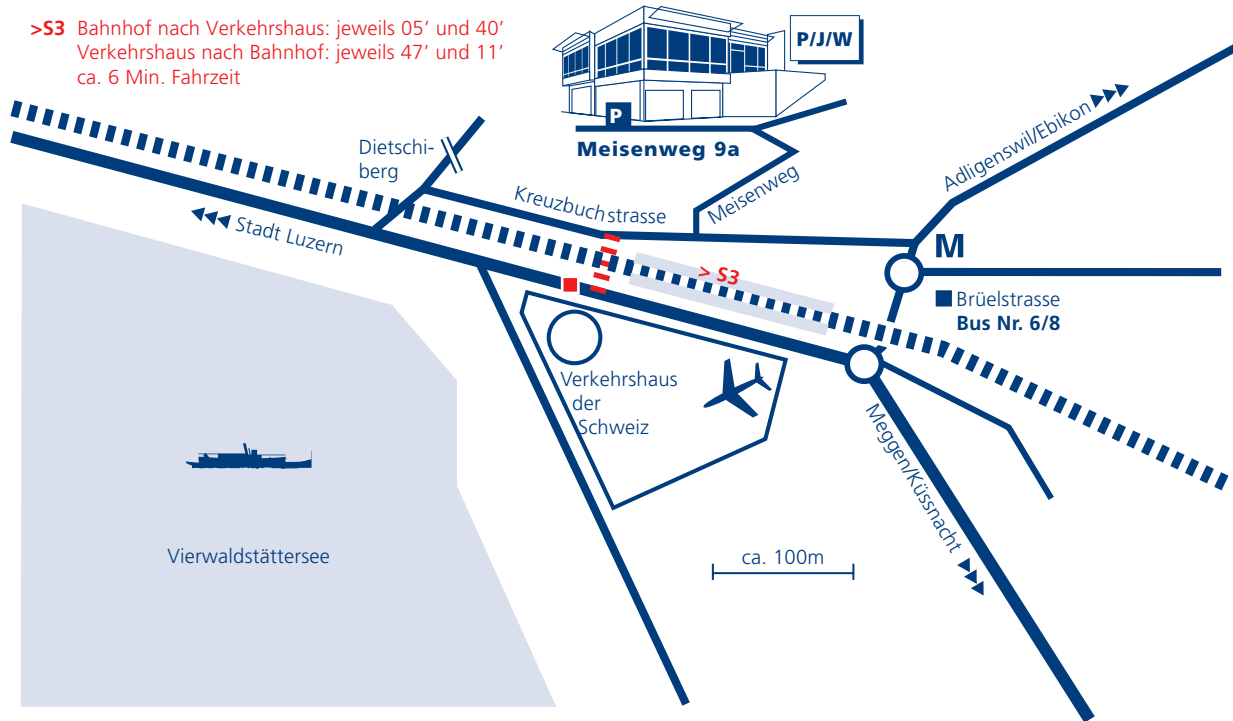 >S3 Bahnhof nach Verkehrshaus: jeweils 05’ und 40’
Verkehrshaus nach Bahnhof: jeweils 47’ und 11’
ca. 6 Min. Fahrzeit
P/J/W
P
Meisenweg 9a
Dietschi-
berg
Adligenswil/Ebikon
Kreuzbuchstrasse
Meisenweg
Stadt Luzern
M
> S3
Brüelstrasse
Bus Nr. 6/8
Verkehrshaus
der
Schweiz
Meggen/Küssnacht
Vierwaldstättersee
ca. 100m